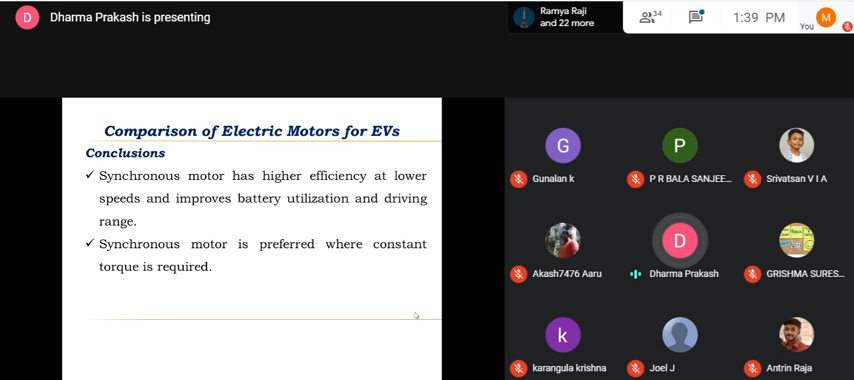 D Dharma Prakash is presenting
Ramya Raji
and 22 more
34
1:39 PM
You
M
Comparison of Electric Motors for EVs
Conclusions
✓ Synchronous motor has higher efficiency at lower
speeds and improves battery utilization and driving
range.
✓ Synchronous motor is preferred where constant
torque is required.
G
P
Gunalan k
P R BALA SANJEE...
Srivatsan V I A
D
Akash7476 Aaru
Dharma Prakash
GRISHMA SURES...
k
karangula krishna
Joel J
Antrin Raja